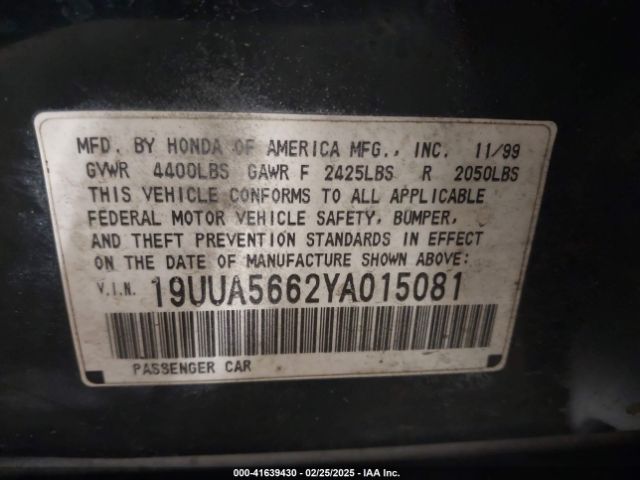 MFD. BY HONDA OF AMERICA MFG., INC. 11/99
GVWR 4400LBS GAWR F 2425LBS R 2050LBS
THIS VEHICLE CONFORMS TO ALL APPLICABLE
FEDERAL MOTOR VEHICLE SAFETY, BUMPER,
AND THEFT PREVENTION STANDARDS IN EFFECT
ON THE DATE OF MANUFACTURE SHOWN ABOVE:
V.I.N. 19UUA5662YA015081
PASSENGER CAR
000-41639430 - 02/25/2025 - IAA Inc.